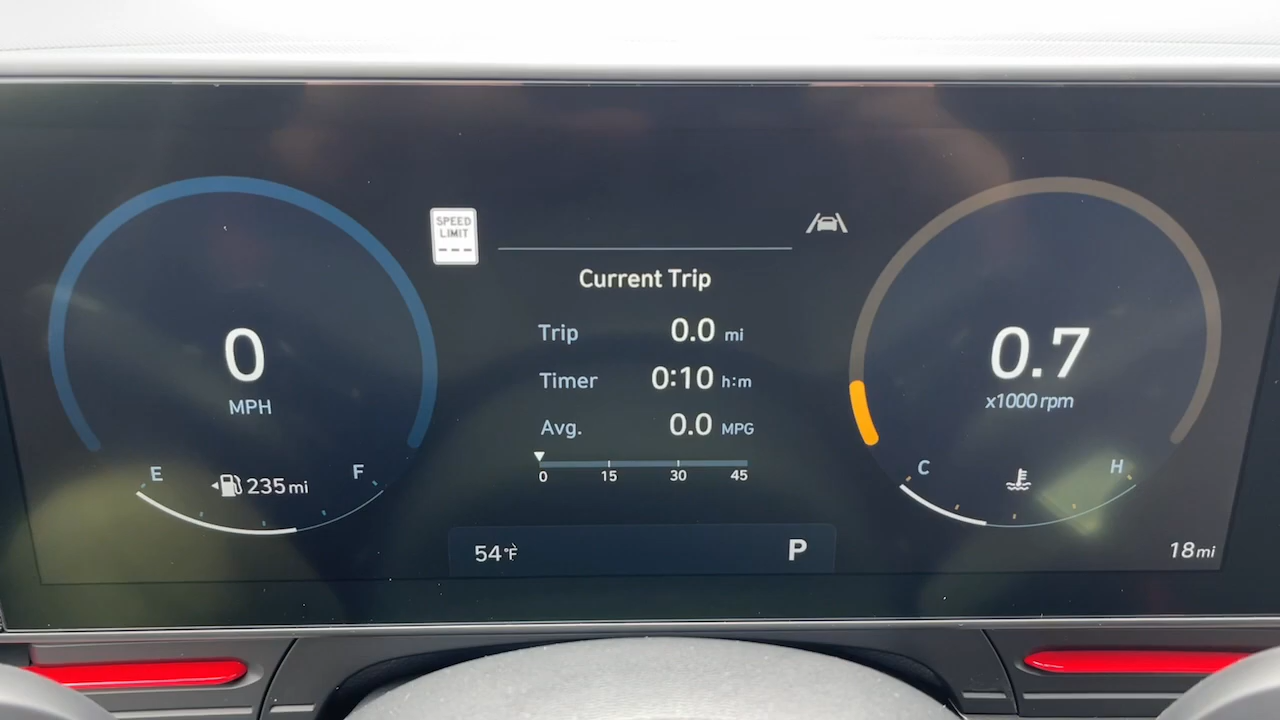 SPEED
LIMIT
---
Current Trip
Trip 0.0 mi
Timer 0:10 h:m
Avg. 0.0 MPG
0 15 30 45
0
MPH
E F
235 mi
0.7
x1000 rpm
C H
54°F
P
18 mi